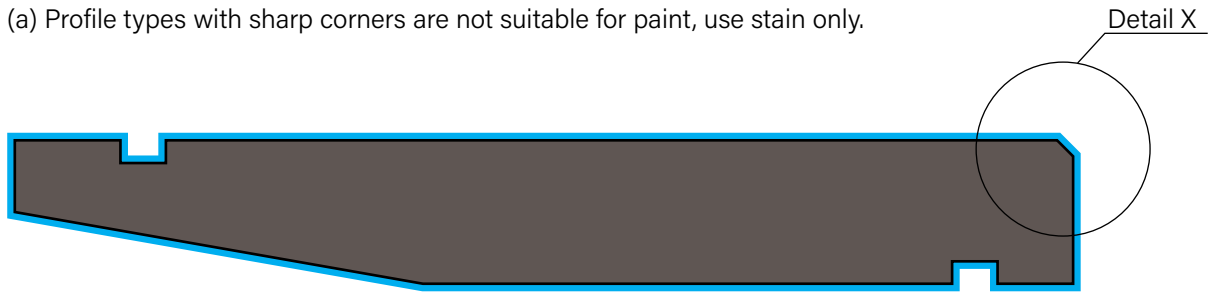 (a) Profile types with sharp corners are not suitable for paint, use stain only.
Detail X